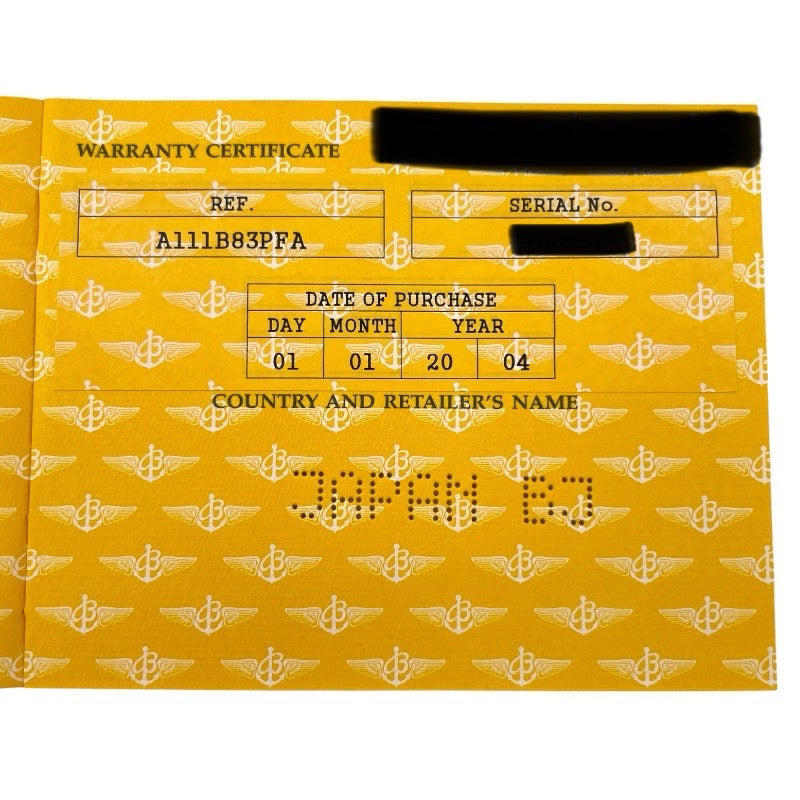 WARRANTY CERTIFICATE
REF.
A111B83PFA
SERIAL No.
DATE OF PURCHASE
DAY MONTH YEAR
01 01 20 04
COUNTRY AND RETAILER'S NAME
JAPAN BJ